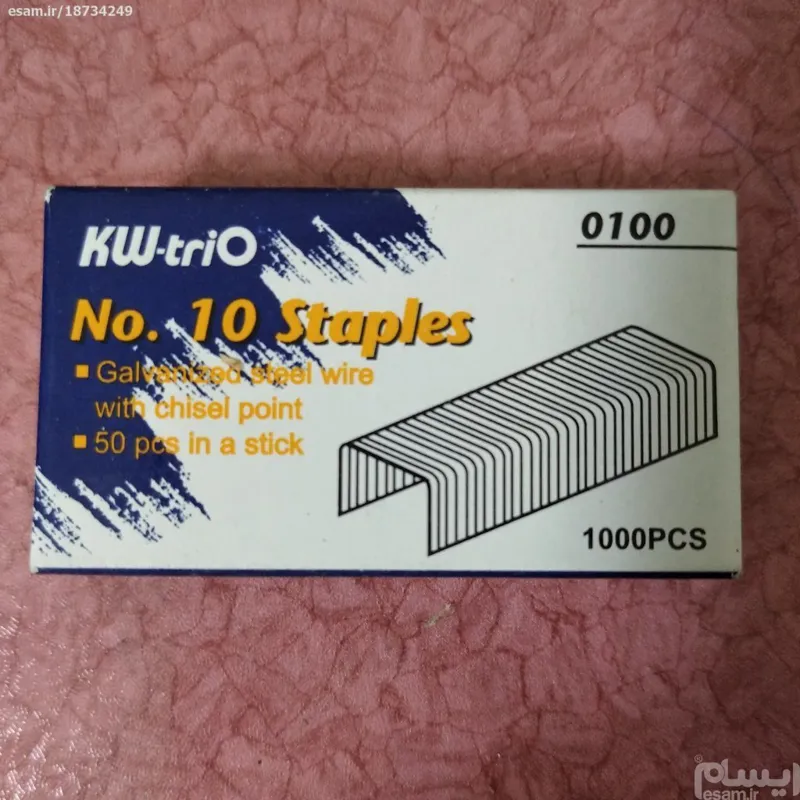 esam.ir/18734249
KW-triO
0100
No. 10 Staples
▪ Galvanized steel wire
with chisel point
▪ 50 pcs in a stick
1000PCS
ایسام®
esam.ir